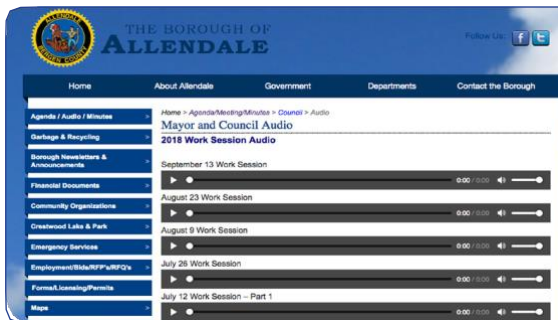 THE BOROUGH OF
ALLENDALE
Follow Us:
Home
About Allendale
Government
Departments
Contact the Borough
Agenda / Audio / Minutes
Garbage & Recycling
Borough Newsletters &
Announcements
Financial Documents
Community Organizations
Crestwood Lake & Park
Emergency Services
Employment/Bids/RFP's/RFQ's
Forms/Licensing/Permits
Maps
Home > Agenda/Meeting/Minutes > Council > Audio
Mayor and Council Audio
2018 Work Session Audio
September 13 Work Session
0:00 / 0:00
August 23 Work Session
0:00 / 0:00
August 9 Work Session
0:00 / 0:00
July 26 Work Session
0:00 / 0:00
July 12 Work Session – Part 1
0:00 / 0:00